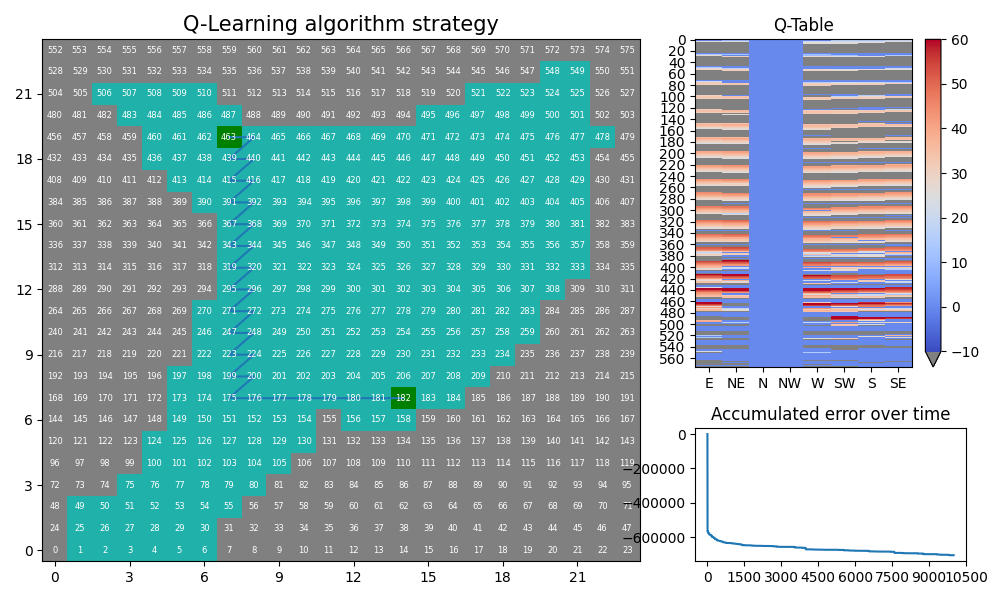 Q-Learning algorithm strategy
552 553 554 555 556 557 558 559 560 561 562 563 564 565 566 567 568 569 570 571 572 573 574 575
528 529 530 531 532 533 534 535 536 537 538 539 540 541 542 543 544 545 546 547 548 549 550 551
21 504 505 506 507 508 509 510 511 512 513 514 515 516 517 518 519 520 521 522 523 524 525 526 527
480 481 482 483 484 485 486 487 488 489 490 491 492 493 494 495 496 497 498 499 500 501 502 503
456 457 458 459 460 461 462 463 464 465 466 467 468 469 470 471 472 473 474 475 476 477 478 479
18 432 433 434 435 436 437 438 439 440 441 442 443 444 445 446 447 448 449 450 451 452 453 454 455
408 409 410 411 412 413 414 415 416 417 418 419 420 421 422 423 424 425 426 427 428 429 430 431
384 385 386 387 388 389 390 391 392 393 394 395 396 397 398 399 400 401 402 403 404 405 406 407
15 360 361 362 363 364 365 366 367 368 369 370 371 372 373 374 375 376 377 378 379 380 381 382 383
336 337 338 339 340 341 342 343 344 345 346 347 348 349 350 351 352 353 354 355 356 357 358 359
312 313 314 315 316 317 318 319 320 321 322 323 324 325 326 327 328 329 330 331 332 333 334 335
12 288 289 290 291 292 293 294 295 296 297 298 299 300 301 302 303 304 305 306 307 308 309 310 311
264 265 266 267 268 269 270 271 272 273 274 275 276 277 278 279 280 281 282 283 284 285 286 287
240 241 242 243 244 245 246 247 248 249 250 251 252 253 254 255 256 257 258 259 260 261 262 263
9 216 217 218 219 220 221 222 223 224 225 226 227 228 229 230 231 232 233 234 235 236 237 238 239
192 193 194 195 196 197 198 199 200 201 202 203 204 205 206 207 208 209 210 211 212 213 214 215
168 169 170 171 172 173 174 175 176 177 178 179 180 181 182 183 184 185 186 187 188 189 190 191
6 144 145 146 147 148 149 150 151 152 153 154 155 156 157 158 159 160 161 162 163 164 165 166 167
120 121 122 123 124 125 126 127 128 129 130 131 132 133 134 135 136 137 138 139 140 141 142 143
96 97 98 99 100 101 102 103 104 105 106 107 108 109 110 111 112 113 114 115 116 117 118 119
3 72 73 74 75 76 77 78 79 80 81 82 83 84 85 86 87 88 89 90 91 92 93 94 95
48 49 50 51 52 53 54 55 56 57 58 59 60 61 62 63 64 65 66 67 68 69 70 71
24 25 26 27 28 29 30 31 32 33 34 35 36 37 38 39 40 41 42 43 44 45 46 47
0 0 1 2 3 4 5 6 7 8 9 10 11 12 13 14 15 16 17 18 19 20 21 22 23
0 3 6 9 12 15 18 21
Q-Table
0
20
40
60
80
100
120
140
160
180
200
220
240
260
280
300
320
340
360
380
400
420
440
460
480
500
520
540
560
E NE N NW W SW S SE
60
50
40
30
20
10
0
−10
Accumulated error over time
0
−200000
−400000
−600000
0 1500 3000 4500 6000 7500 9000 10500